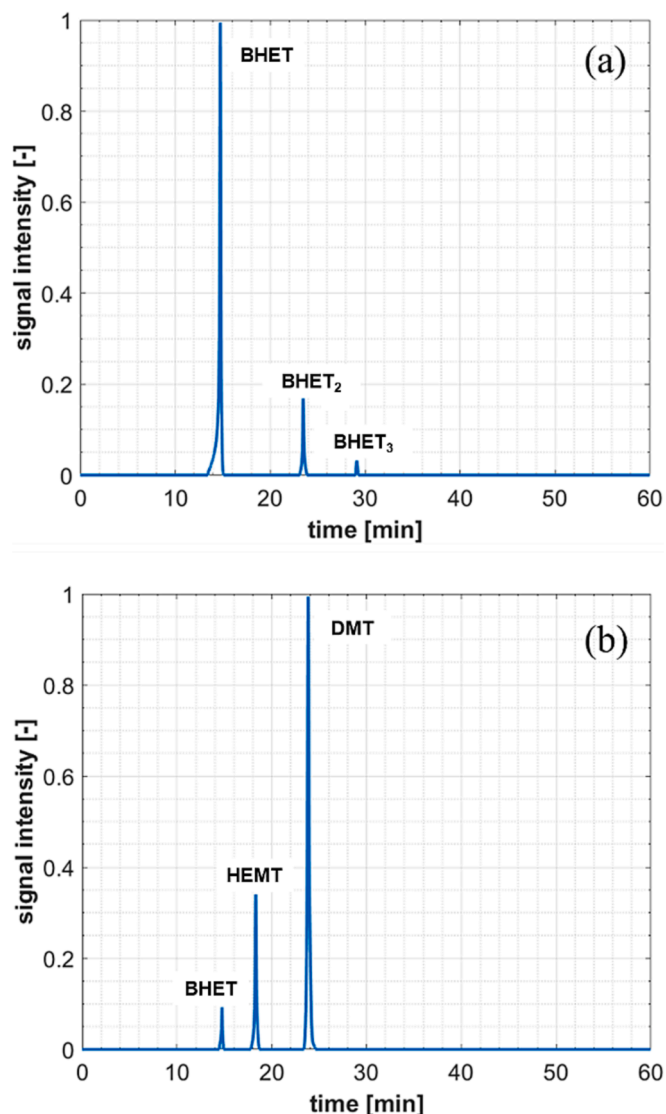 1
BHET
(a)
0.8
0.6
signal intensity [-]
0.4
BHET₂
0.2
BHET₃
0
0 10 20 30 40 50 60
time [min]
1
DMT
(b)
0.8
0.6
signal intensity [-]
0.4
HEMT
0.2
BHET
0
0 10 20 30 40 50 60
time [min]